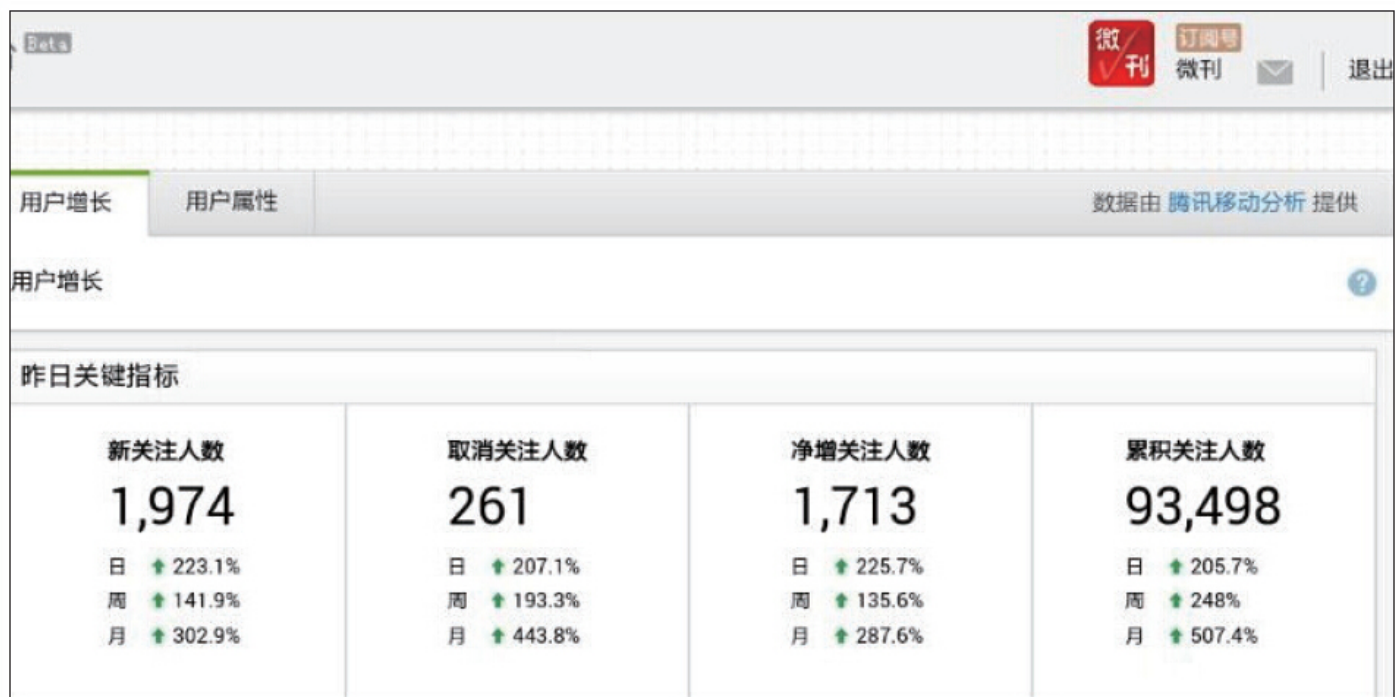 Beta
微刊
订阅号
微刊
退出
用户增长 用户属性 数据由 腾讯移动分析 提供
用户增长
?
昨日关键指标
新关注人数 取消关注人数 净增关注人数 累积关注人数
1,974 261 1,713 93,498
日 223.1% 日 207.1% 日 225.7% 日 205.7%
周 141.9% 周 193.3% 周 135.6% 周 248%
月 302.9% 月 443.8% 月 287.6% 月 507.4%